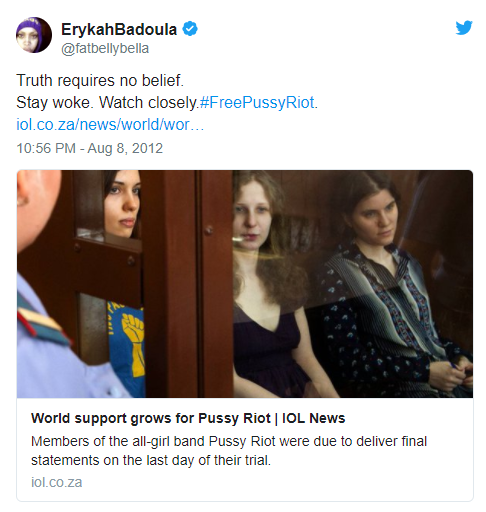 ErykahBadoula
@fatbellybella
Truth requires no belief.
Stay woke. Watch closely.#FreePussyRiot.
iol.co.za/news/world/wor…
10:56 PM - Aug 8, 2012
World support grows for Pussy Riot | IOL News
Members of the all-girl band Pussy Riot were due to deliver final
statements on the last day of their trial.
iol.co.za